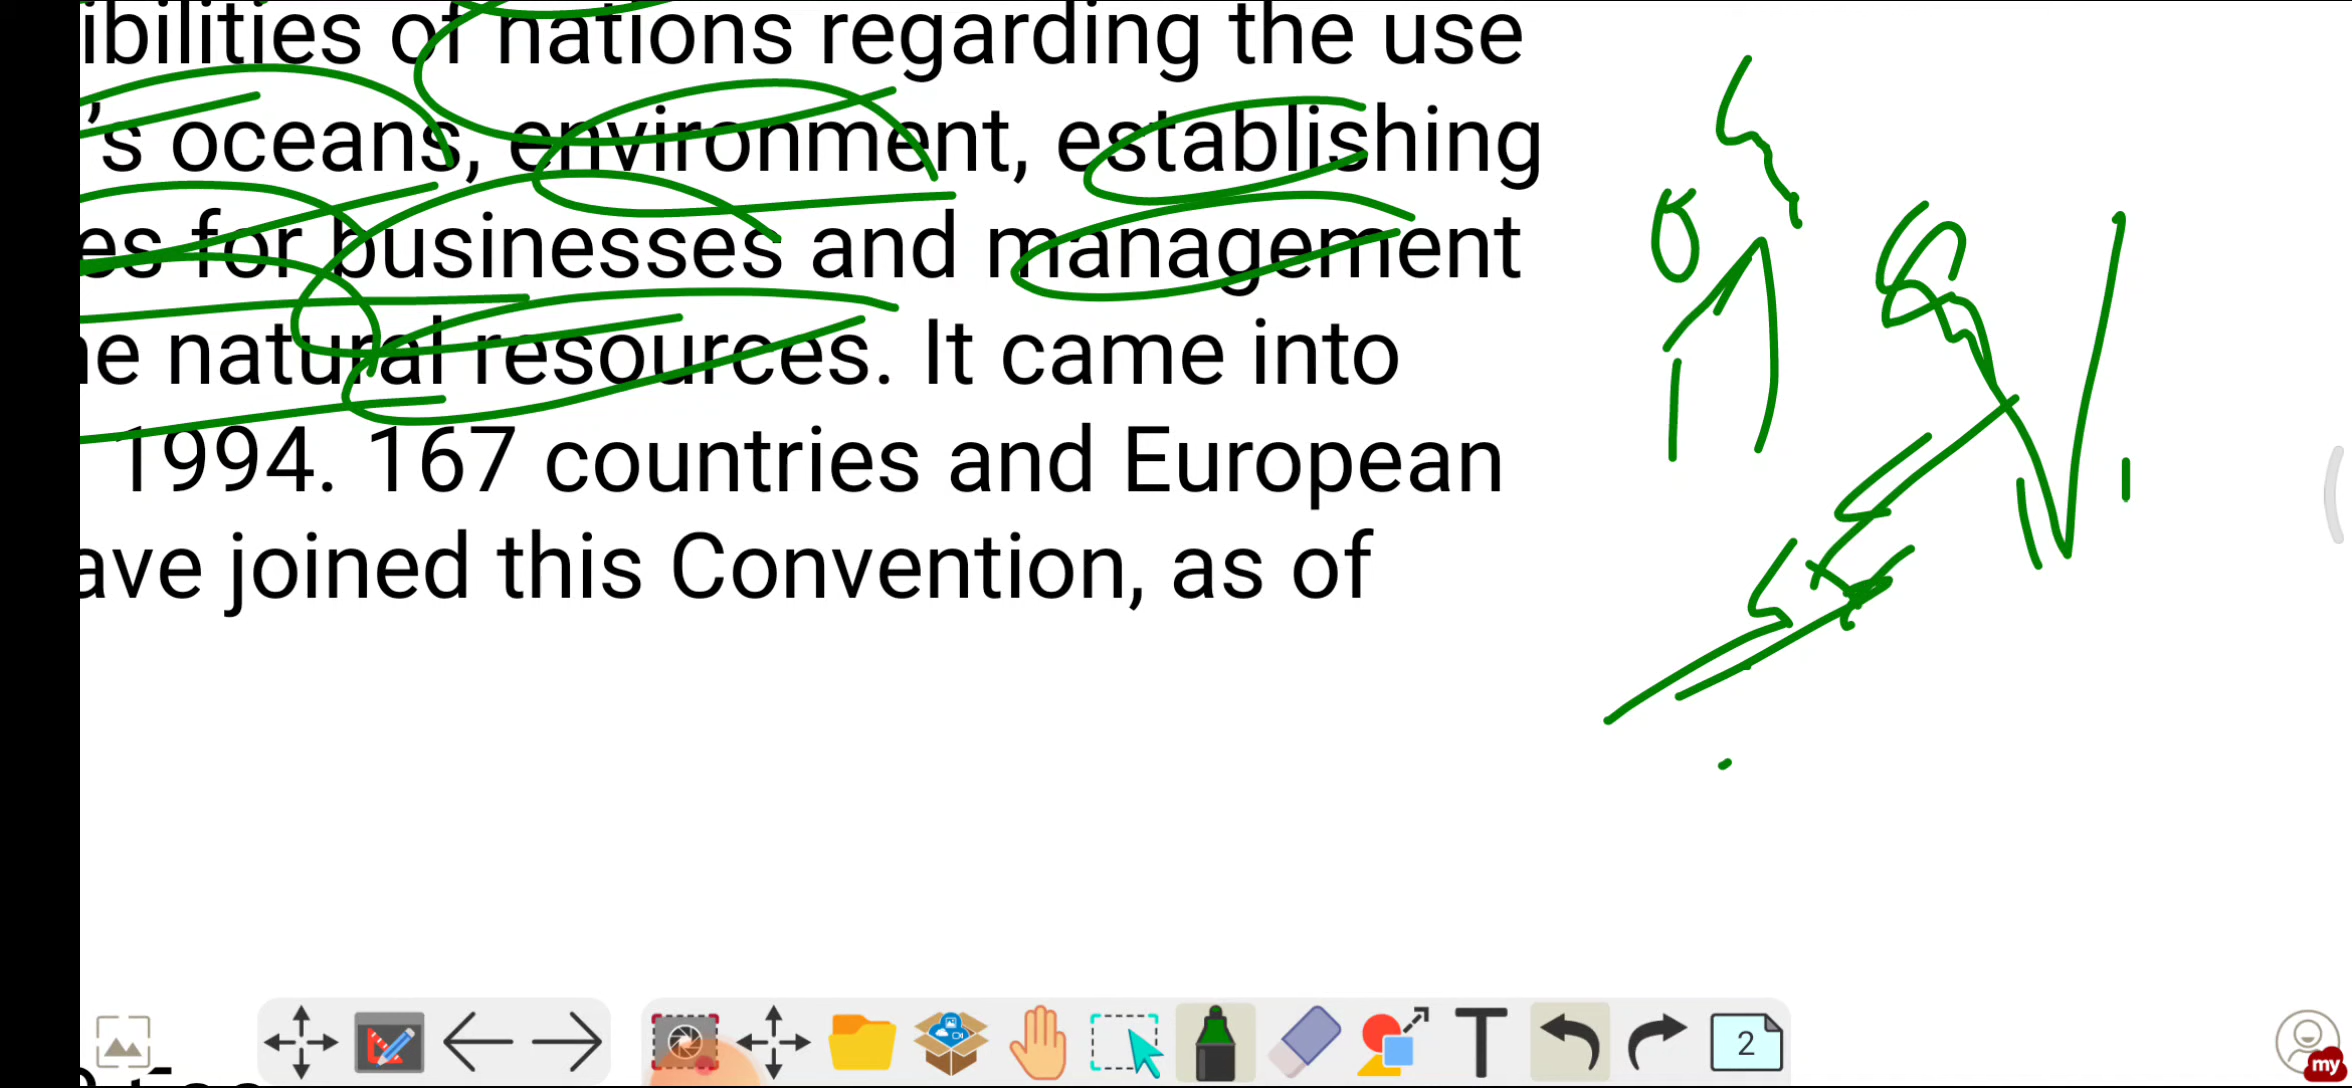 ibilities of nations regarding the use
's oceans, environment, establishing
es for businesses and management
e natural resources. It came into
1994. 167 countries and European
ave joined this Convention, as of
T
2
my